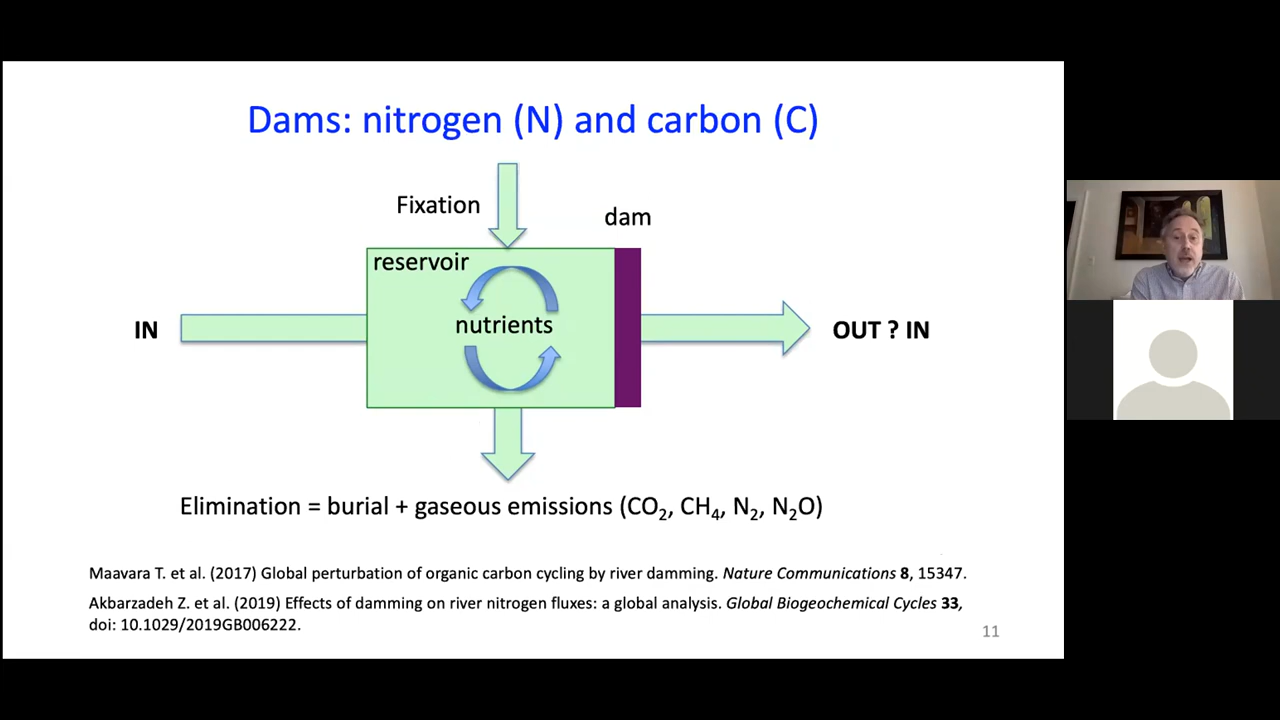 Dams: nitrogen (N) and carbon (C)
Fixation
dam
reservoir
nutrients
IN
OUT ? IN
Elimination = burial + gaseous emissions (CO₂, CH₄, N₂, N₂O)
Maavara T. et al. (2017) Global perturbation of organic carbon cycling by river damming. Nature Communications 8, 15347.
Akbarzadeh Z. et al. (2019) Effects of damming on river nitrogen fluxes: a global analysis. Global Biogeochemical Cycles 33,
doi: 10.1029/2019GB006222.
11